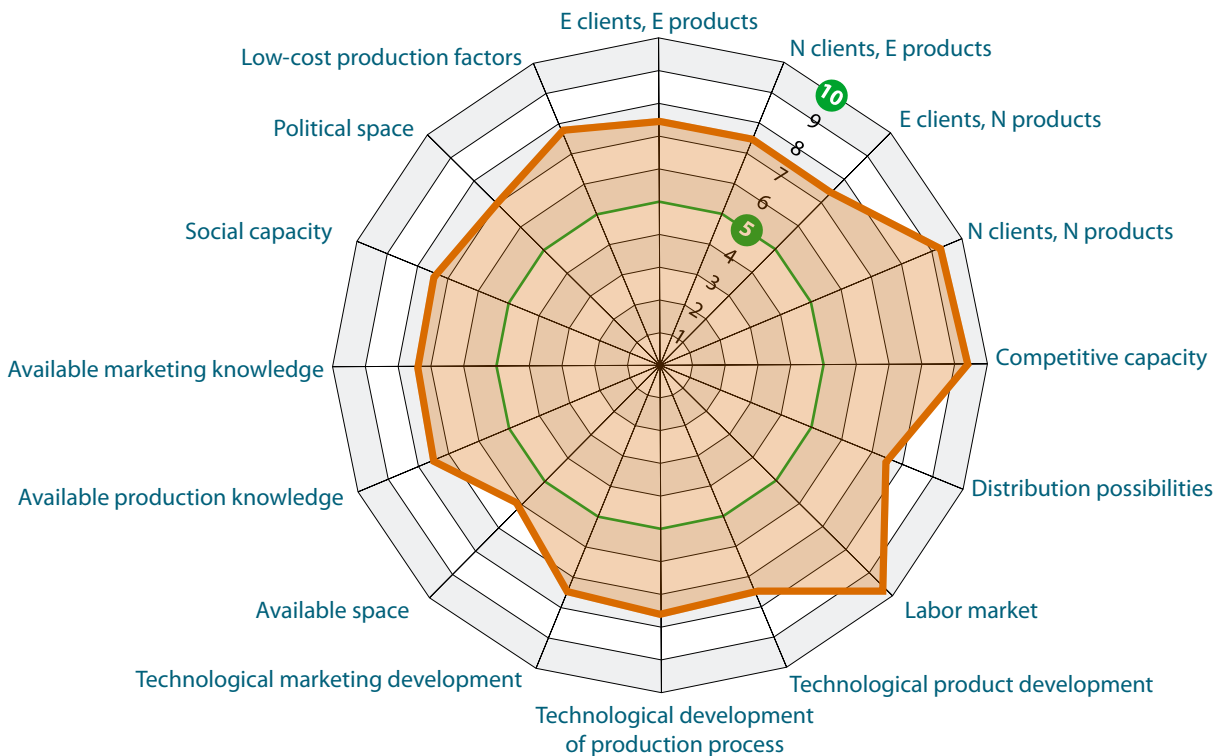 E clients, E products
N clients, E products
Low-cost production factors
10
9
E clients, N products
Political space
8
7
6
Social capacity
5
N clients, N products
4
3
2
1
Available marketing knowledge
Competitive capacity
Available production knowledge
Distribution possibilities
Available space
Labor market
Technological marketing development
Technological product development
Technological development
of production process